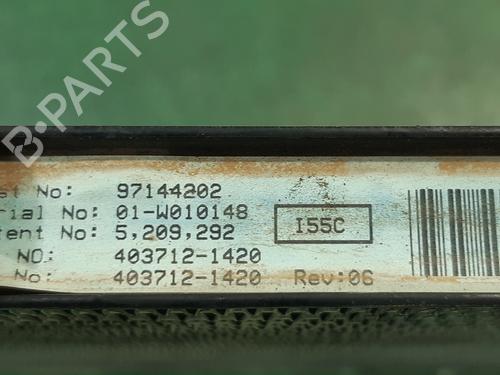 B-PARTS
st No: 97144202
rial No: 01-W010148
tent No: 5,209,292
I55C
NO: 403712-1420
No: 403712-1420 Rev:06